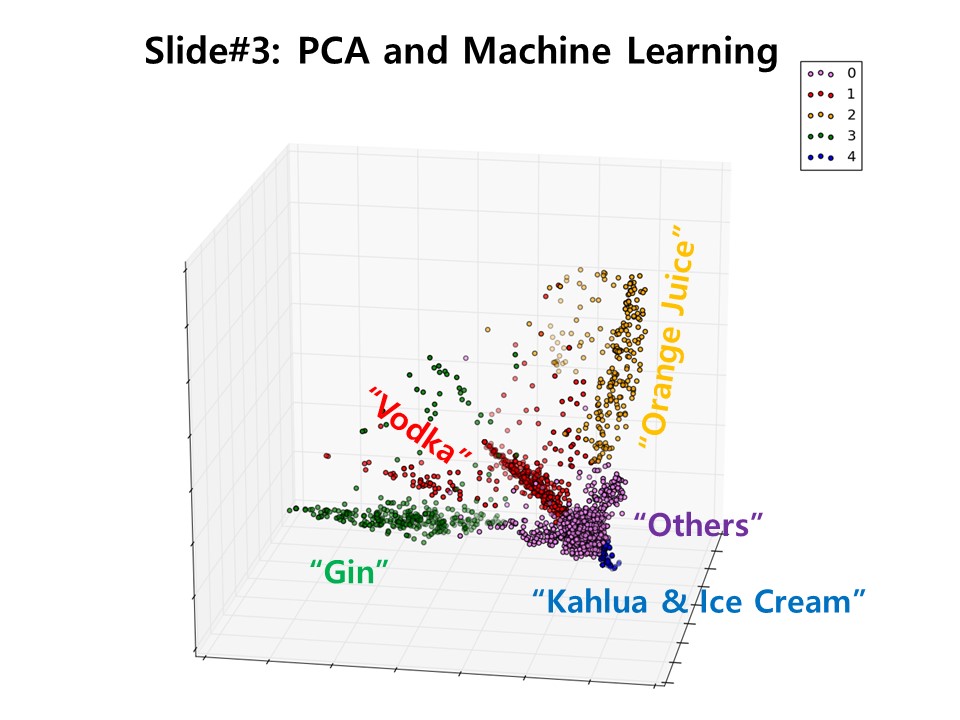 Slide#3: PCA and Machine Learning
0
1
2
3
4
“Orange Juice”
“Vodka”
“Others”
“Gin”
“Kahlua & Ice Cream”